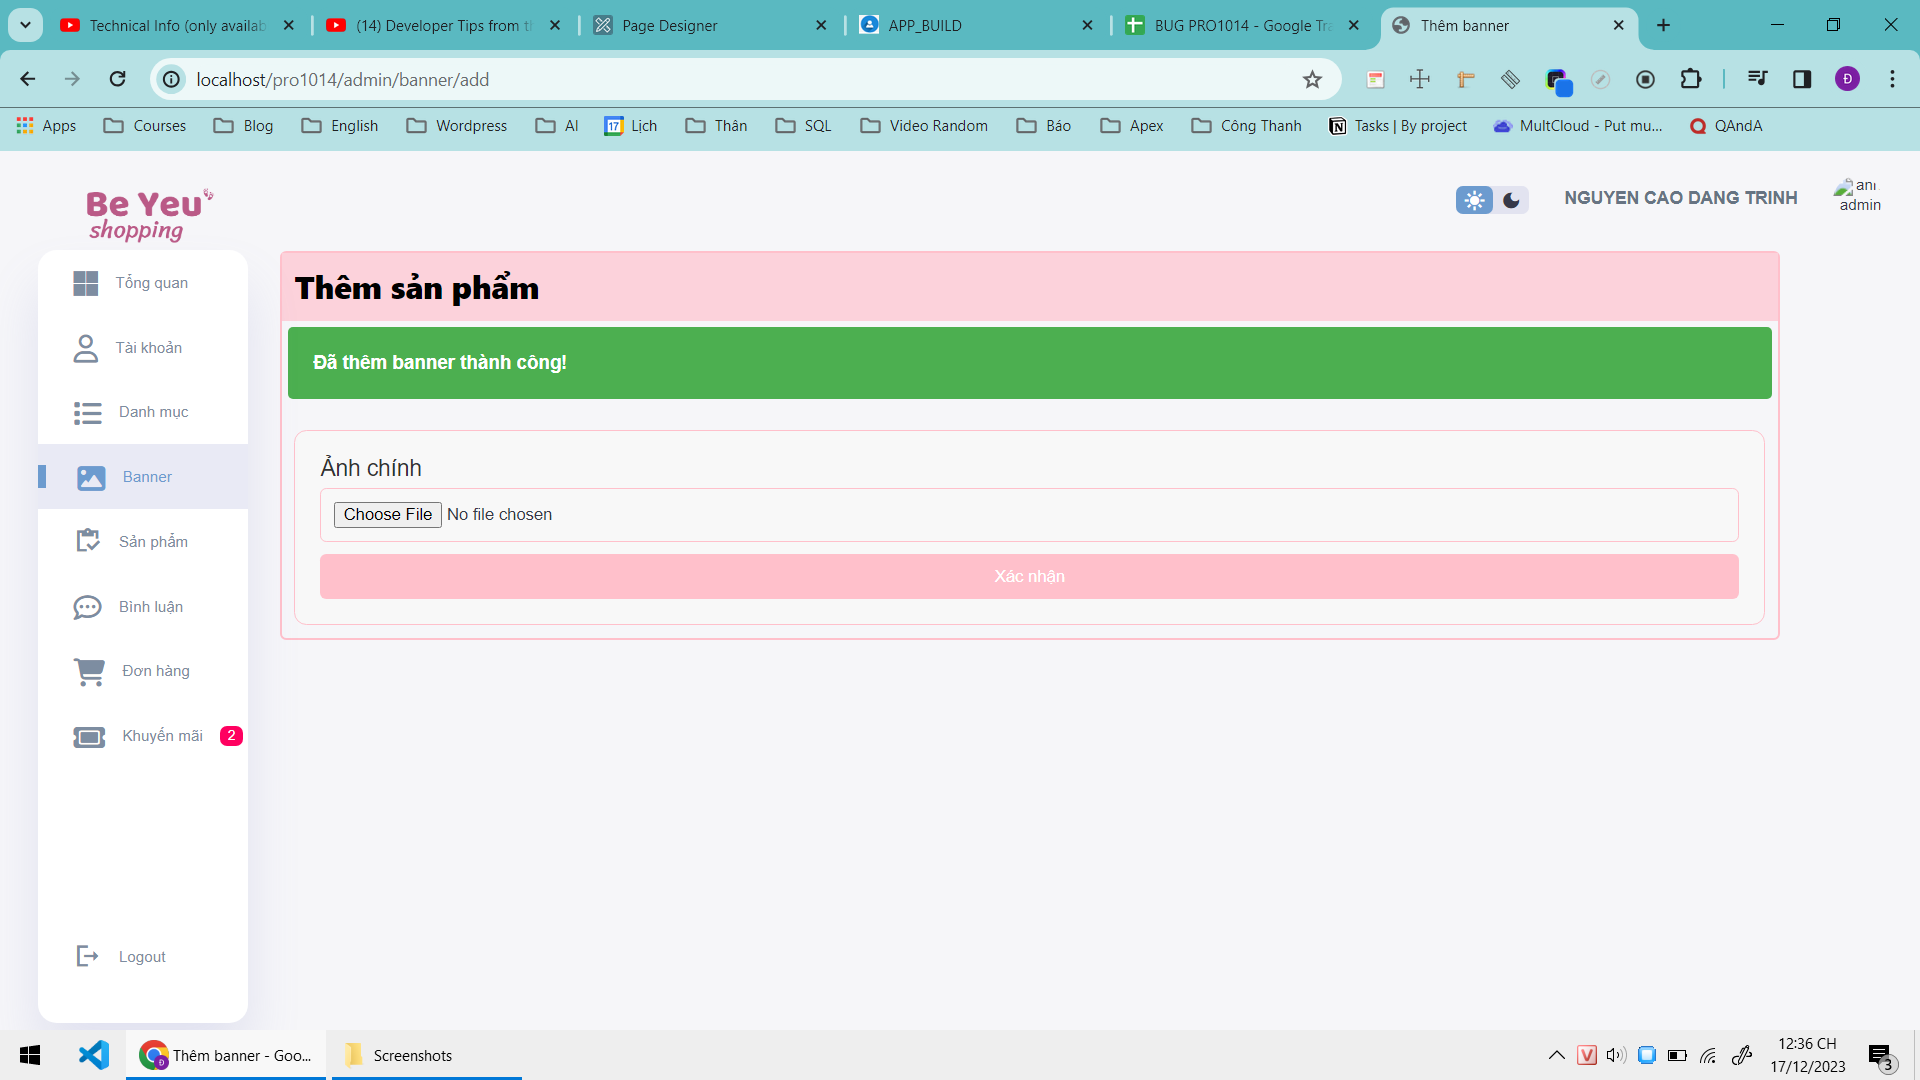 Technical Info (only availab
(14) Developer Tips from th
Page Designer
APP_BUILD
BUG PRO1014 - Google Tra
Thêm banner
localhost/pro1014/admin/banner/add
Apps
Courses
Blog
English
Wordpress
AI
17
Lịch
Thân
SQL
Video Random
Báo
Apex
Công Thanh
Tasks | By project
MultCloud - Put mu...
QAndA
Đ
Be Yeu
shopping
NGUYEN CAO DANG TRINH
ani
admin
Tổng quan
Tài khoản
Danh mục
Banner
Sản phẩm
Bình luận
Đơn hàng
Khuyến mãi
2
Logout
Thêm sản phẩm
Đã thêm banner thành công!
Ảnh chính
Choose File No file chosen
Xác nhận
Thêm banner - Goo...
Screenshots
12:36 CH
17/12/2023
3